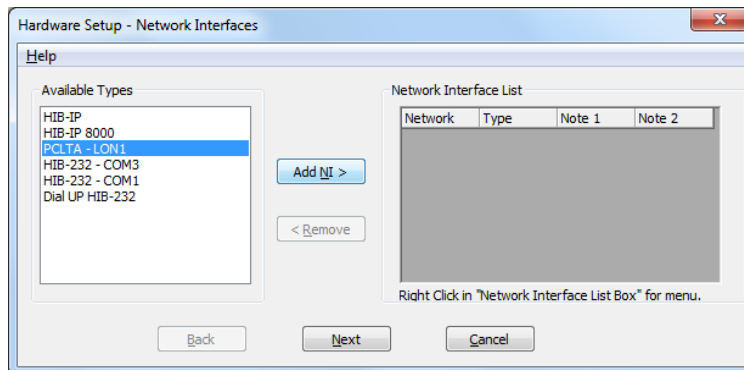 Hardware Setup - Network Interfaces
Help
Available Types
HIB-IP
HIB-IP 8000
PCLTA - LON1
HIB-232 - COM3
HIB-232 - COM1
Dial UP HIB-232
Add NI >
< Remove
Network Interface List
Network Type Note 1 Note 2
Right Click in "Network Interface List Box" for menu.
Back Next Cancel